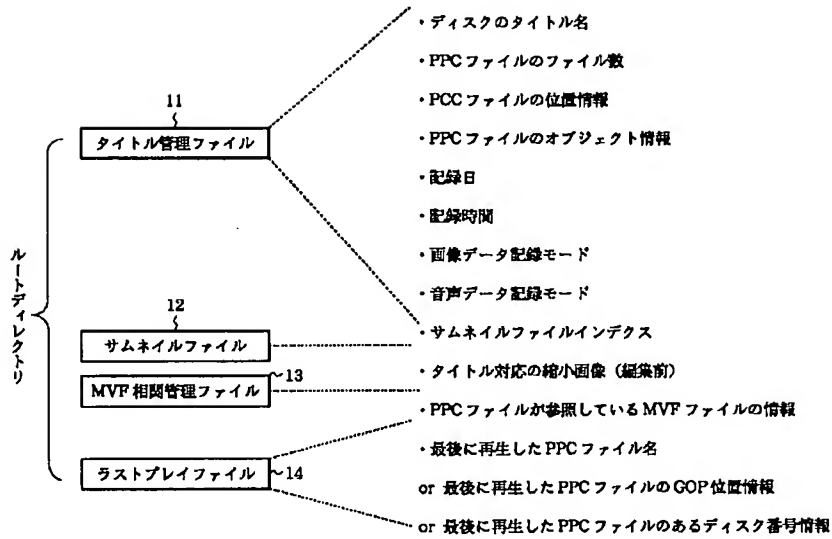 ・ディスクのタイトル名
・PPCファイルのファイル数
11
・PCCファイルの位置情報
タイトル管理ファイル
・PPCファイルのオブジェクト情報
・記録日
・記録時間
・画像データ記録モード
・音声データ記録モード
ルートディレクトリ
12
・サムネイルファイルインデクス
サムネイルファイル
・タイトル対応の縮小画像（編集前）
13
MVF相関管理ファイル
・PPCファイルが参照しているMVFファイルの情報
・最後に再生したPPCファイル名
ラストプレイファイル
14
or 最後に再生したPPCファイルのGOP位置情報
or 最後に再生したPPCファイルのあるディスク番号情報